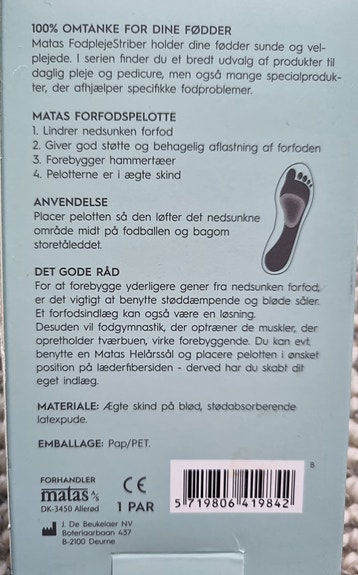 100% OMTANKE FOR DINE FØDDER
Matas FodplejeStriber holder dine fødder sunde og vel-
plejede. I serien finder du et bredt udvalg af produkter til
daglig pleje og pedicure, men også mange specialproduk-
ter, der afhjælper specifikke fodproblemer.
MATAS FORFODSPELOTTE
1. Lindrer nedsunken forfod
2. Giver god støtte og behagelig aflastning af forfoden
3. Forebygger hammertæer
4. Pelotterne er i ægte skind
ANVENDELSE
Placer pelotten så den løfter det nedsunkne
område midt på fodballen og bagom
storetåleddet.
DET GODE RÅD
For at forebygge yderligere gener fra nedsunken forfod,
er det vigtigt at benytte støddæmpende og bløde såler.
Et forfodsindlæg kan også være en løsning.
Desuden vil fodgymnastik, der optræner de muskler, der
opretholder tværbuen, virke forebyggende. Du kan evt.
benytte en Matas Helårssål og placere pelotten i ønsket
position på læderfibersiden - derved har du skabt dit
eget indlæg.
MATERIALE: Ægte skind på blød, stødabsorberende
latexpude.
EMBALLAGE: Pap/PET.
B
FORHANDLER
matas A/S
DK-3450 Allerød
CE
1 PAR
5 719806 419842
J. De Beukelaer NV
Boterlaarbaan 437
B-2100 Deurne